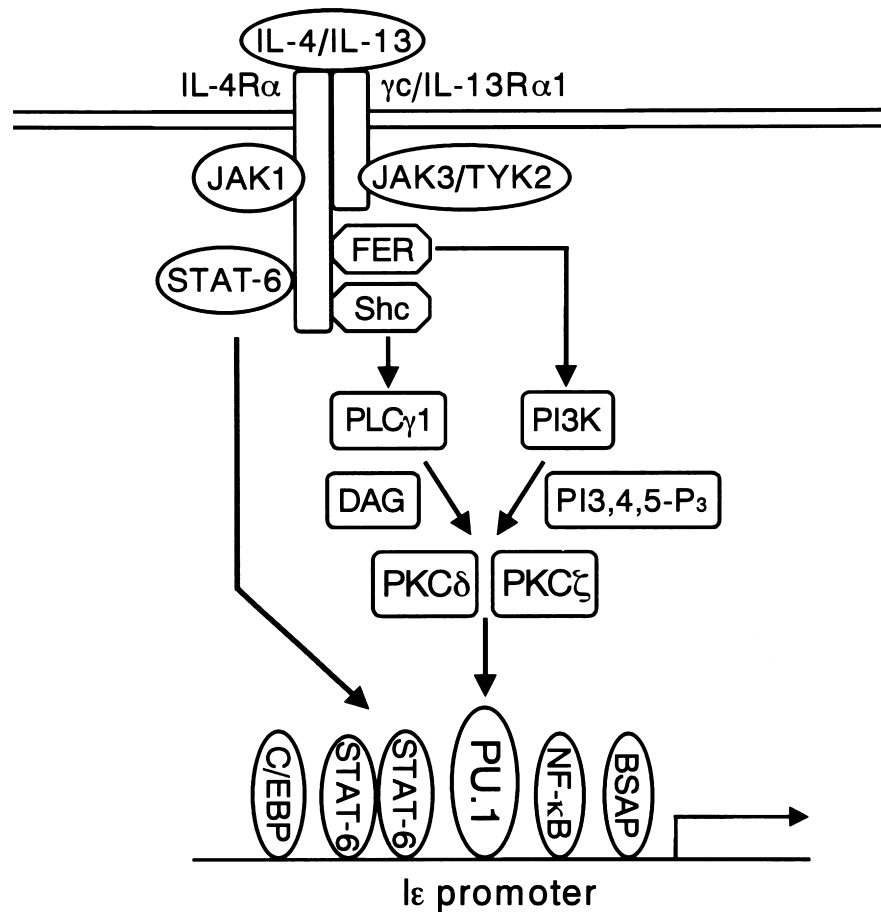 IL-4/IL-13
IL-4Rα
γc/IL-13Rα1
JAK1
JAK3/TYK2
FER
STAT-6
Shc
PLCγ1
PI3K
DAG
PI3,4,5-P₃
PKCδ
PKCζ
C/EBP
STAT-6
STAT-6
PU.1
NF-κB
BSAP
Iε promoter